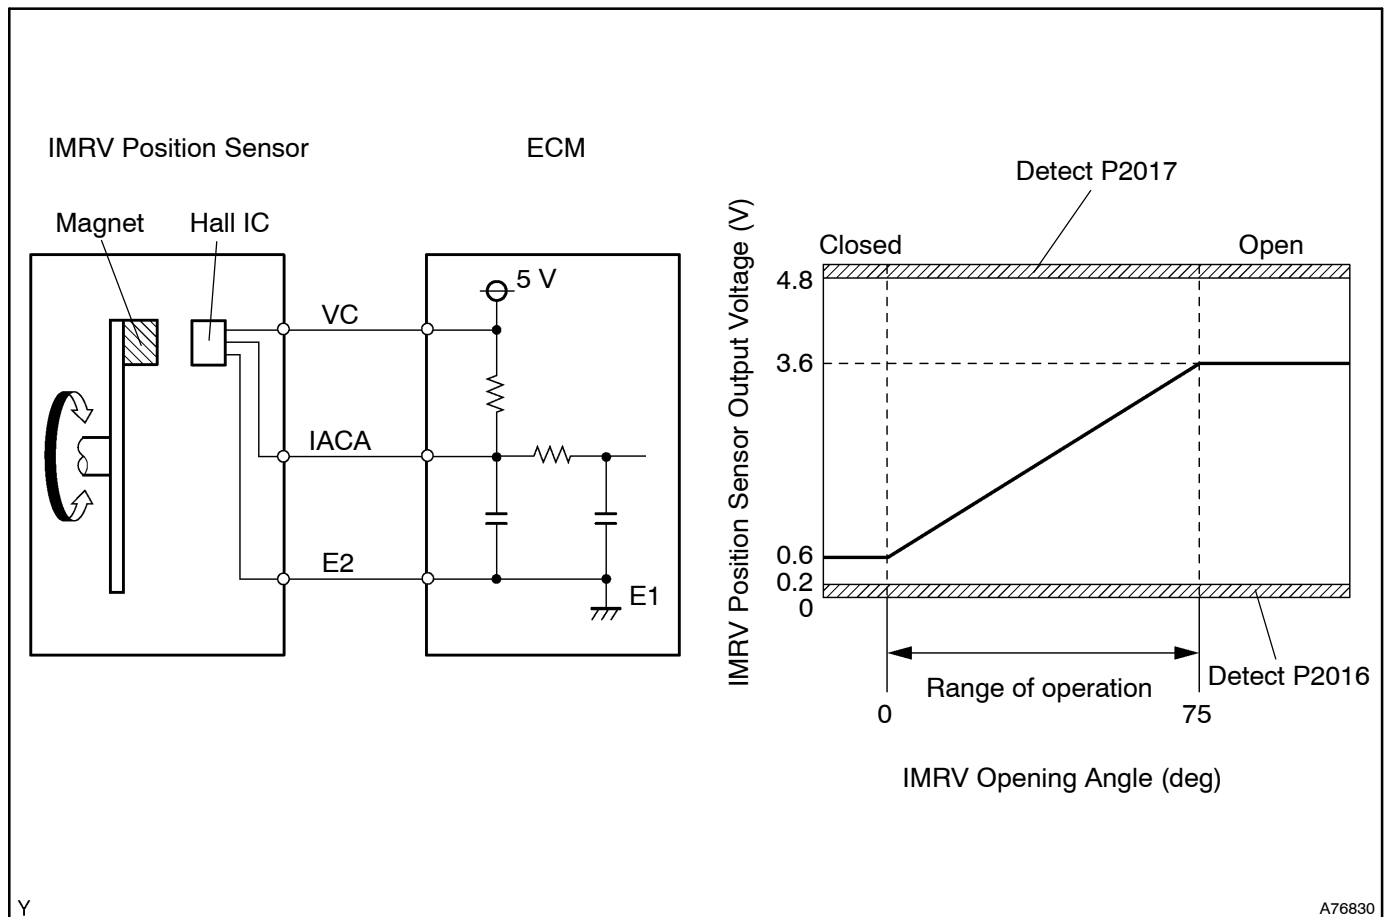 IMRV Position Sensor
ECM
Magnet
Hall IC
5 V
VC
IACA
E2
E1
Detect P2017
Closed
Open
IMRV Position Sensor Output Voltage (V)
4.8
3.6
0.6
0.2
0
Range of operation
Detect P2016
0
75
IMRV Opening Angle (deg)
Y
A76830